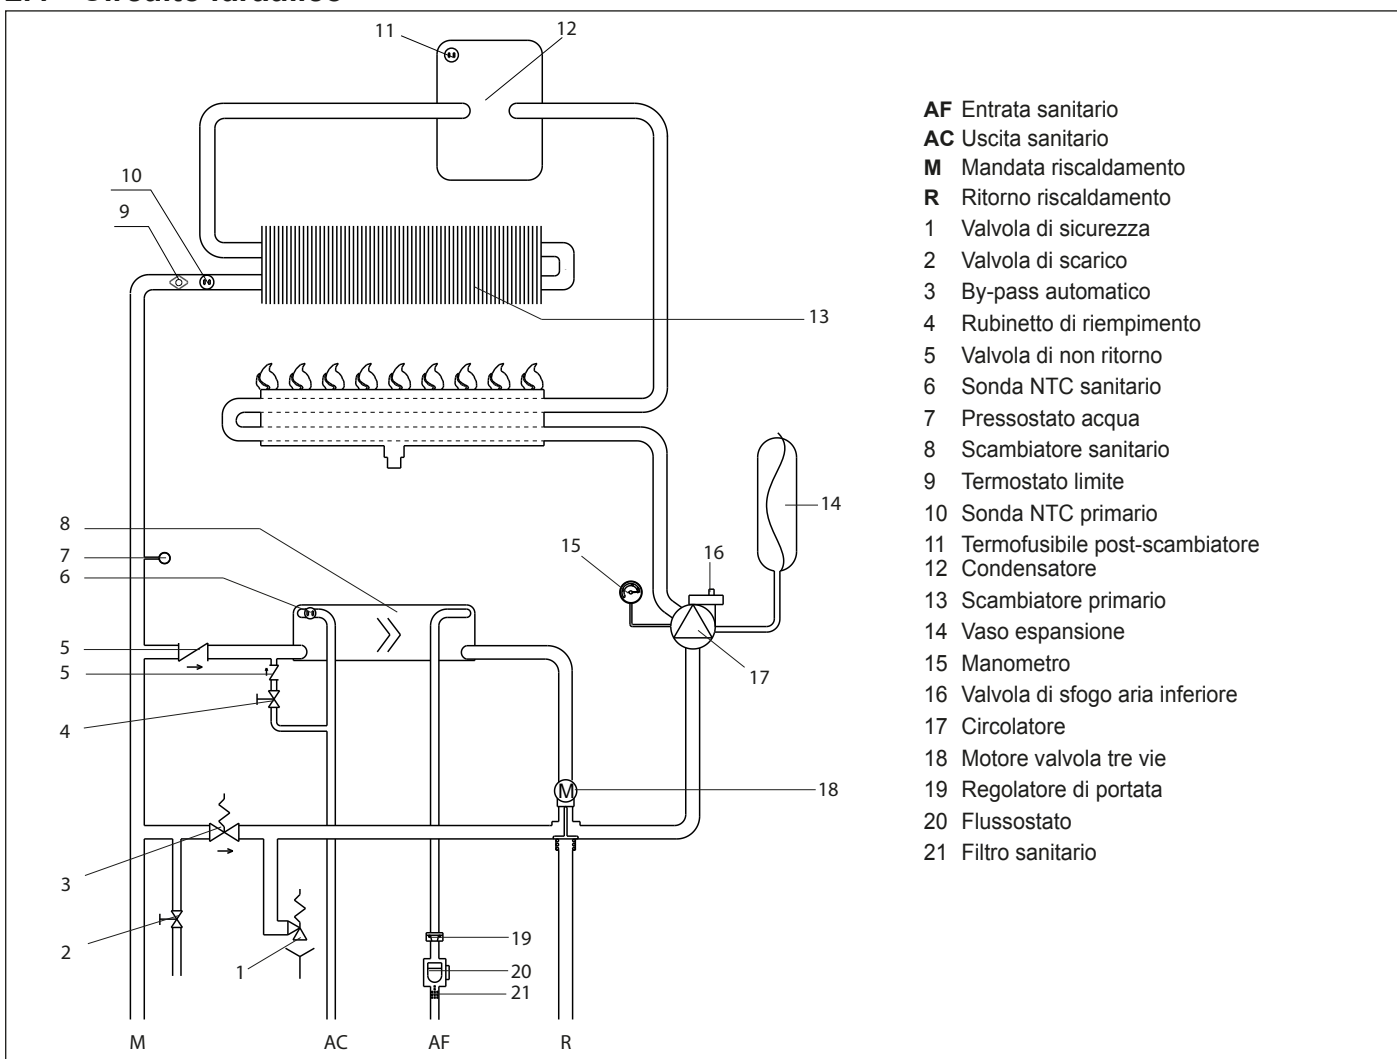 11
12
10
9
13
8
7
6
5
5
4
15
16
14
17
18
3
2
1
19
20
21
M
M
AC
AF
R
AF Entrata sanitario
AC Uscita sanitario
M Mandata riscaldamento
R Ritorno riscaldamento
1 Valvola di sicurezza
2 Valvola di scarico
3 By-pass automatico
4 Rubinetto di riempimento
5 Valvola di non ritorno
6 Sonda NTC sanitario
7 Pressostato acqua
8 Scambiatore sanitario
9 Termostato limite
10 Sonda NTC primario
11 Termofusibile post-scambiatore
12 Condensatore
13 Scambiatore primario
14 Vaso espansione
15 Manometro
16 Valvola di sfogo aria inferiore
17 Circolatore
18 Motore valvola tre vie
19 Regolatore di portata
20 Flussostato
21 Filtro sanitario